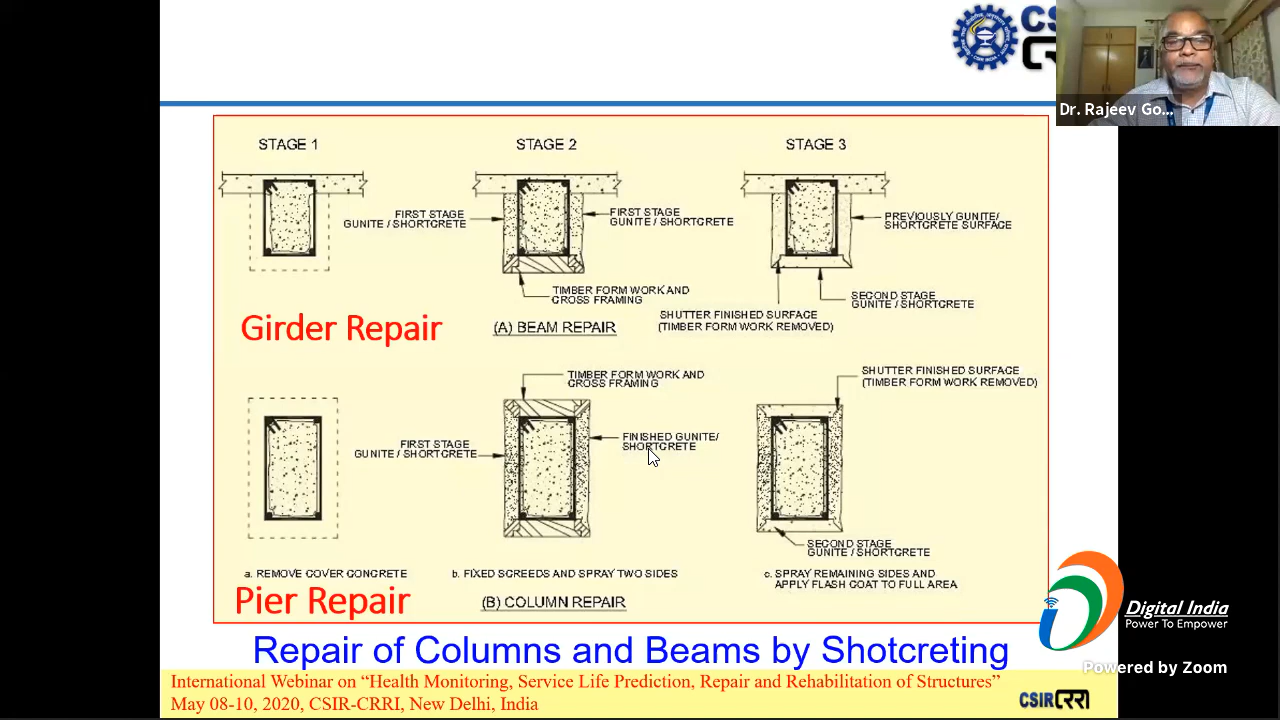 CSIR INDIA
CS
CR
Dr. Rajeev Go...
STAGE 1
STAGE 2
STAGE 3
FIRST STAGE
GUNITE / SHORTCRETE
FIRST STAGE
GUNITE / SHORTCRETE
PREVIOUSLY GUNITE/
SHORTCRETE SURFACE
TIMBER FORM WORK AND
CROSS FRAMING
SECOND STAGE
GUNITE / SHORTCRETE
SHUTTER FINISHED SURFACE
(TIMBER FORM WORK REMOVED)
Girder Repair
(A) BEAM REPAIR
TIMBER FORM WORK AND
CROSS FRAMING
SHUTTER FINISHED SURFACE
(TIMBER FORM WORK REMOVED)
FIRST STAGE
GUNITE / SHORTCRETE
FINISHED GUNITE/
SHORTCRETE
SECOND STAGE
GUNITE / SHORTCRETE
a. REMOVE COVER CONCRETE
b. FIXED SCREEDS AND SPRAY TWO SIDES
c. SPRAY REMAINING SIDES AND
APPLY FLASH COAT TO FULL AREA
Pier Repair
(B) COLUMN REPAIR
Digital India
Power To Empower
Repair of Columns and Beams by Shotcreting
Powered by Zoom
International Webinar on “Health Monitoring, Service Life Prediction, Repair and Rehabilitation of Structures”
May 08-10, 2020, CSIR-CRRI, New Delhi, India
CSIR CRRI